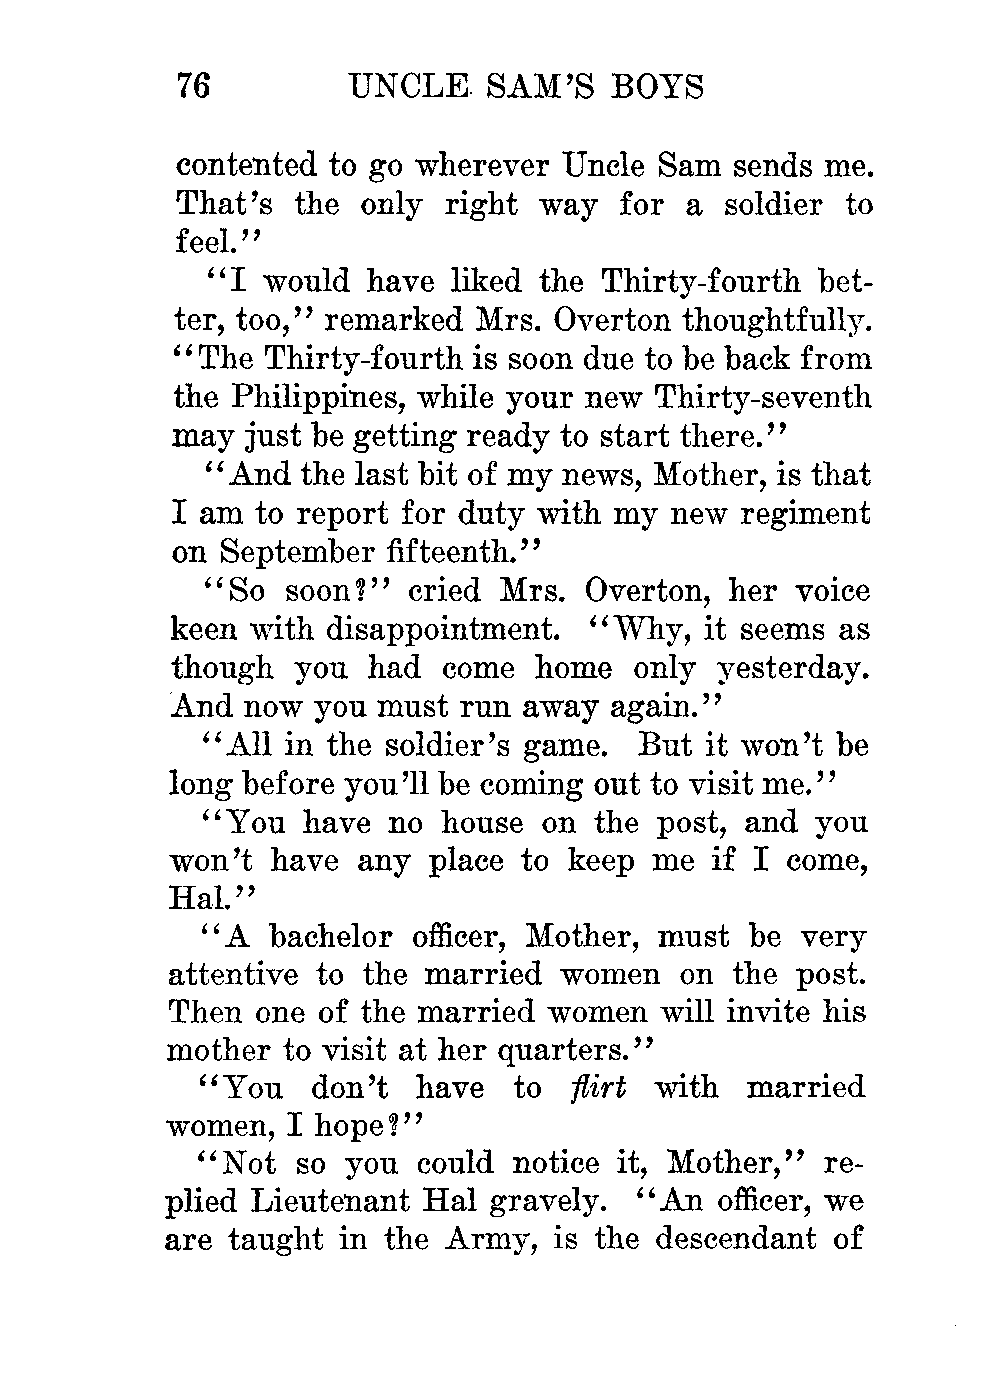 76 UNCLE SAM'S BOYS
contented to go wherever Uncle Sam sends me.
That's the only right way for a soldier to
feel."
"I would have liked the Thirty-fourth bet-
ter, too," remarked Mrs. Overton thoughtfully.
"The Thirty-fourth is soon due to be back from
the Philippines, while your new Thirty-seventh
may just be getting ready to start there."
"And the last bit of my news, Mother, is that
I am to report for duty with my new regiment
on September fifteenth."
"So soon?" cried Mrs. Overton, her voice
keen with disappointment. "Why, it seems as
though you had come home only yesterday.
And now you must run away again."
"All in the soldier's game. But it won't be
long before you'll be coming out to visit me."
"You have no house on the post, and you
won't have any place to keep me if I come,
Hal."
"A bachelor officer, Mother, must be very
attentive to the married women on the post.
Then one of the married women will invite his
mother to visit at her quarters."
"You don't have to flirt with married
women, I hope?"
"Not so you could notice it, Mother," re-
plied Lieutenant Hal gravely. "An officer, we
are taught in the Army, is the descendant of